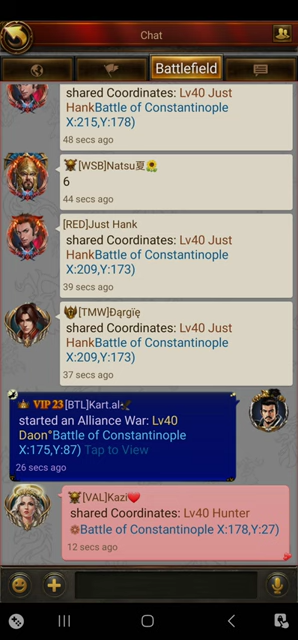 Chat
Battlefield
shared Coordinates: Lv40 Just
HankBattle of Constantinople
X:215,Y:178)
48 secs ago
[WSB]Natsu夏🌻
6
44 secs ago
[RED]Just Hank
shared Coordinates: Lv40 Just
HankBattle of Constantinople
X:209,Y:173)
39 secs ago
[TMW]Đąrgïę
shared Coordinates: Lv40 Just
HankBattle of Constantinople
X:209,Y:173)
37 secs ago
VIP 23 [BTL]Kart.al🦅
started an Alliance War: Lv40
Daon°Battle of Constantinople
X:175,Y:87) Tap to View
26 secs ago
[VAL]Kazi❤️
shared Coordinates: Lv40 Hunter
Battle of Constantinople X:178,Y:27)
12 secs ago